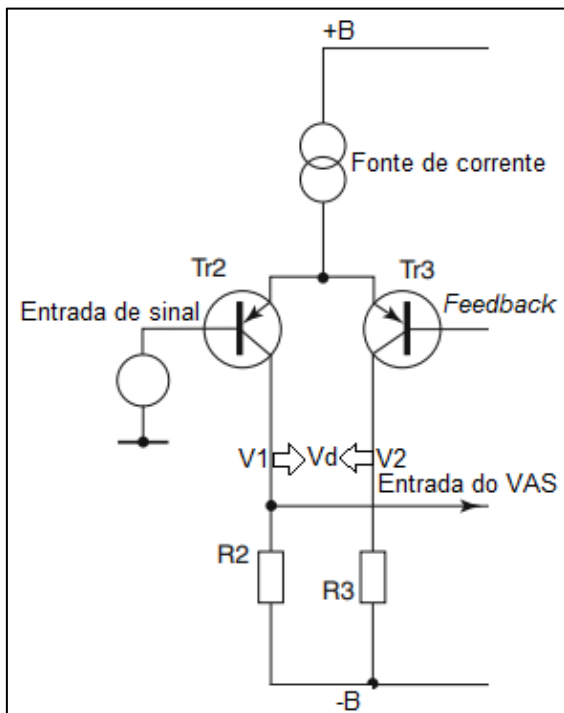 +B
Fonte de corrente
Tr2
Tr3
Entrada de sinal
Feedback
V1
Vd
V2
Entrada do VAS
R2
R3
-B